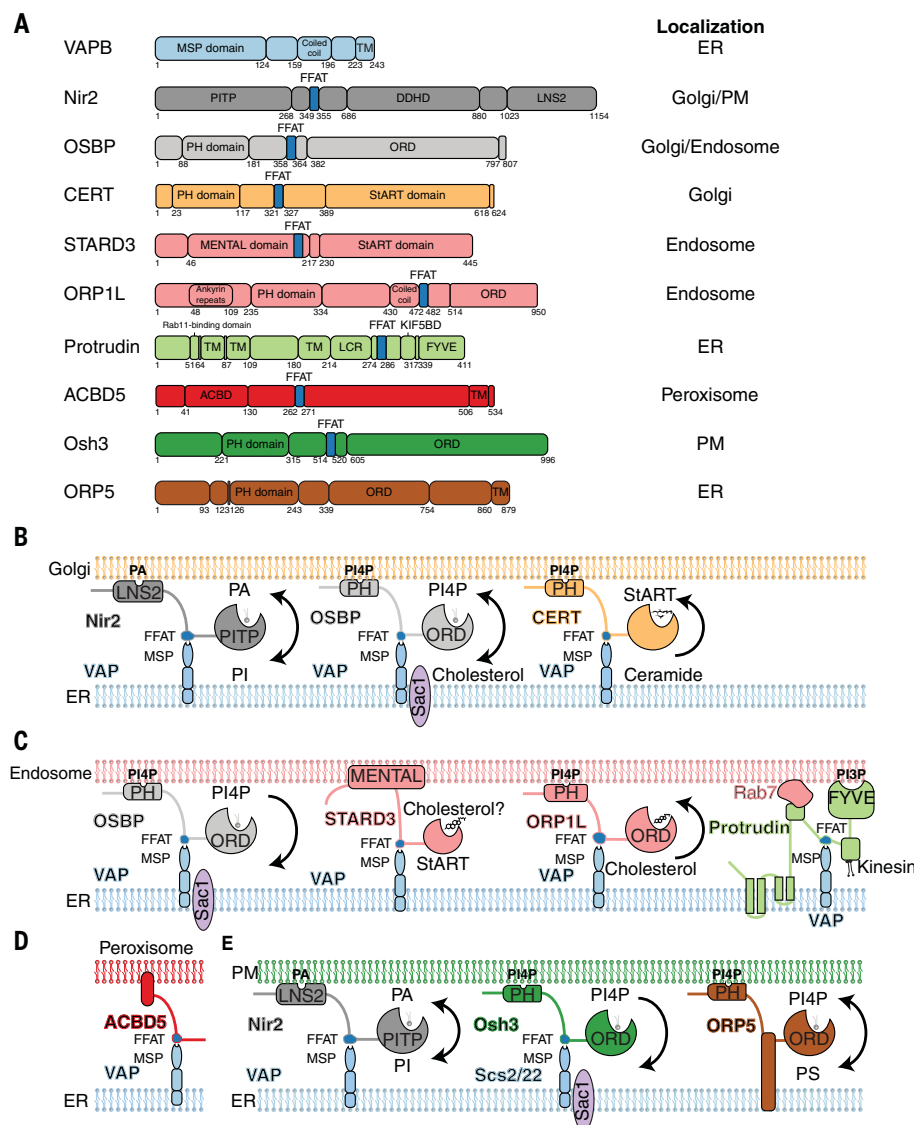 A
Localization
VAPB
MSP domain
Coiled
coil
TM
ER
1 124 159 196 223 243
FFAT
Nir2
PITP
DDHD
LNS2
Golgi/PM
1 268 349 355 686 880 1023 1154
FFAT
OSBP
PH domain
ORD
Golgi/Endosome
1 88 181 358 364 382 797 807
FFAT
CERT
PH domain
StART domain
Golgi
1 23 117 321 327 389 618 624
FFAT
STARD3
MENTAL domain
StART domain
Endosome
1 46 217 230 445
FFAT
ORP1L
Ankyrin
repeats
PH domain
Coiled
coil
ORD
Endosome
1 48 109 235 334 430 472 482 514 950
Rab11-binding domain
FFAT KIF5BD
Protrudin
TM TM TM LCR FYVE
ER
1 51 64 87 109 180 214 274 286 317 339 411
FFAT
ACBD5
ACBD
TM
Peroxisome
1 41 130 262 271 506 534
FFAT
Osh3
PH domain
ORD
PM
1 221 315 514 520 605 996
ORP5
PH domain
ORD
TM
ER
1 93 123 126 243 339 754 860 879
B
Golgi
PA
LNS2
Nir2
FFAT
MSP
VAP
PA
PITP
PI
PI4P
PH
OSBP
FFAT
MSP
VAP
PI4P
ORD
Cholesterol
Sac1
PI4P
PH
CERT
FFAT
MSP
VAP
StART
Ceramide
ER
C
Endosome
PI4P
PH
OSBP
FFAT
MSP
VAP
PI4P
ORD
Sac1
MENTAL
STARD3
FFAT
MSP
VAP
Cholesterol?
StART
PI4P
PH
ORP1L
FFAT
MSP
VAP
ORD
Cholesterol
Rab7
PI3P
FYVE
Protrudin
FFAT
MSP
Kinesin
VAP
ER
D
Peroxisome
ACBD5
FFAT
MSP
VAP
ER
E
PM
PA
LNS2
Nir2
FFAT
MSP
VAP
PA
PITP
PI
PI4P
PH
Osh3
FFAT
MSP
Scs2/22
PI4P
ORD
Sac1
PI4P
PH
ORP5
PI4P
ORD
PS
ER